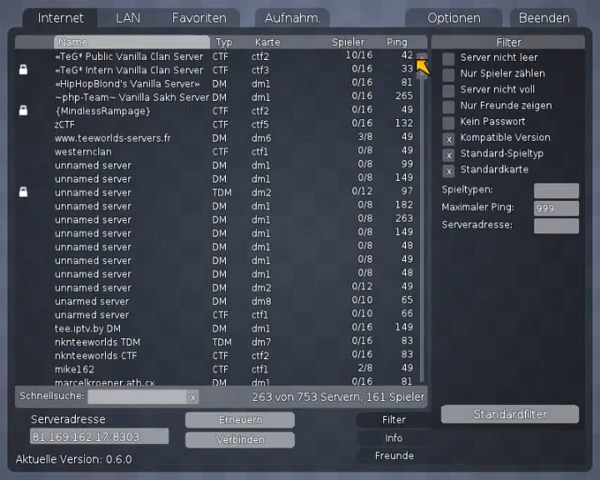 Internet LAN Favoriten Aufnahm. Optionen Beenden
Name Typ Karte Spieler Ping
«TeG* Public Vanilla Clan Server CTF ctf2 10/16 42
«TeG* Intern Vanilla Clan Server CTF ctf3 0/16 33
«HipHopBlond's Vanilla Server» DM dm1 0/16 81
~php-Team~ Vanilla Sakh Server DM dm1 0/16 265
{MindlessRampage} CTF ctf2 0/16 49
zCTF CTF ctf5 0/16 132
www.teeworlds-servers.fr DM dm6 3/8 49
westernclan CTF ctf1 0/8 49
unnamed server DM dm1 0/8 99
unnamed server DM dm1 0/8 149
unnamed server TDM dm2 0/12 97
unnamed server DM dm1 0/8 182
unnamed server DM dm1 0/8 263
unnamed server DM dm1 0/8 149
unnamed server DM dm1 0/8 48
unnamed server DM dm1 0/8 49
unnamed server DM dm1 0/8 48
unnamed server DM dm2 0/12 49
unarmed server DM dm8 0/10 65
unarmed server CTF ctf1 0/10 66
tee.iptv.by DM DM dm1 0/16 149
nknteeworlds TDM TDM dm7 0/16 83
nknteeworlds CTF CTF ctf2 0/16 83
mike162 CTF ctf1 2/8 49
marcelkroener.ath.cx DM dm1 0/16 81
Schnellsuche: x 263 von 753 Servern, 161 Spieler
Filter
Server nicht leer
Nur Spieler zählen
Server nicht voll
Nur Freunde zeigen
Kein Passwort
x Kompatible Version
x Standard-Spieltyp
x Standardkarte
Spieltypen:
Maximaler Ping: 999
Serveradresse:
Standardfilter
Serveradresse
81.169.162.17:8303
Erneuern
Verbinden
Filter
Info
Freunde
Aktuelle Version: 0.6.0